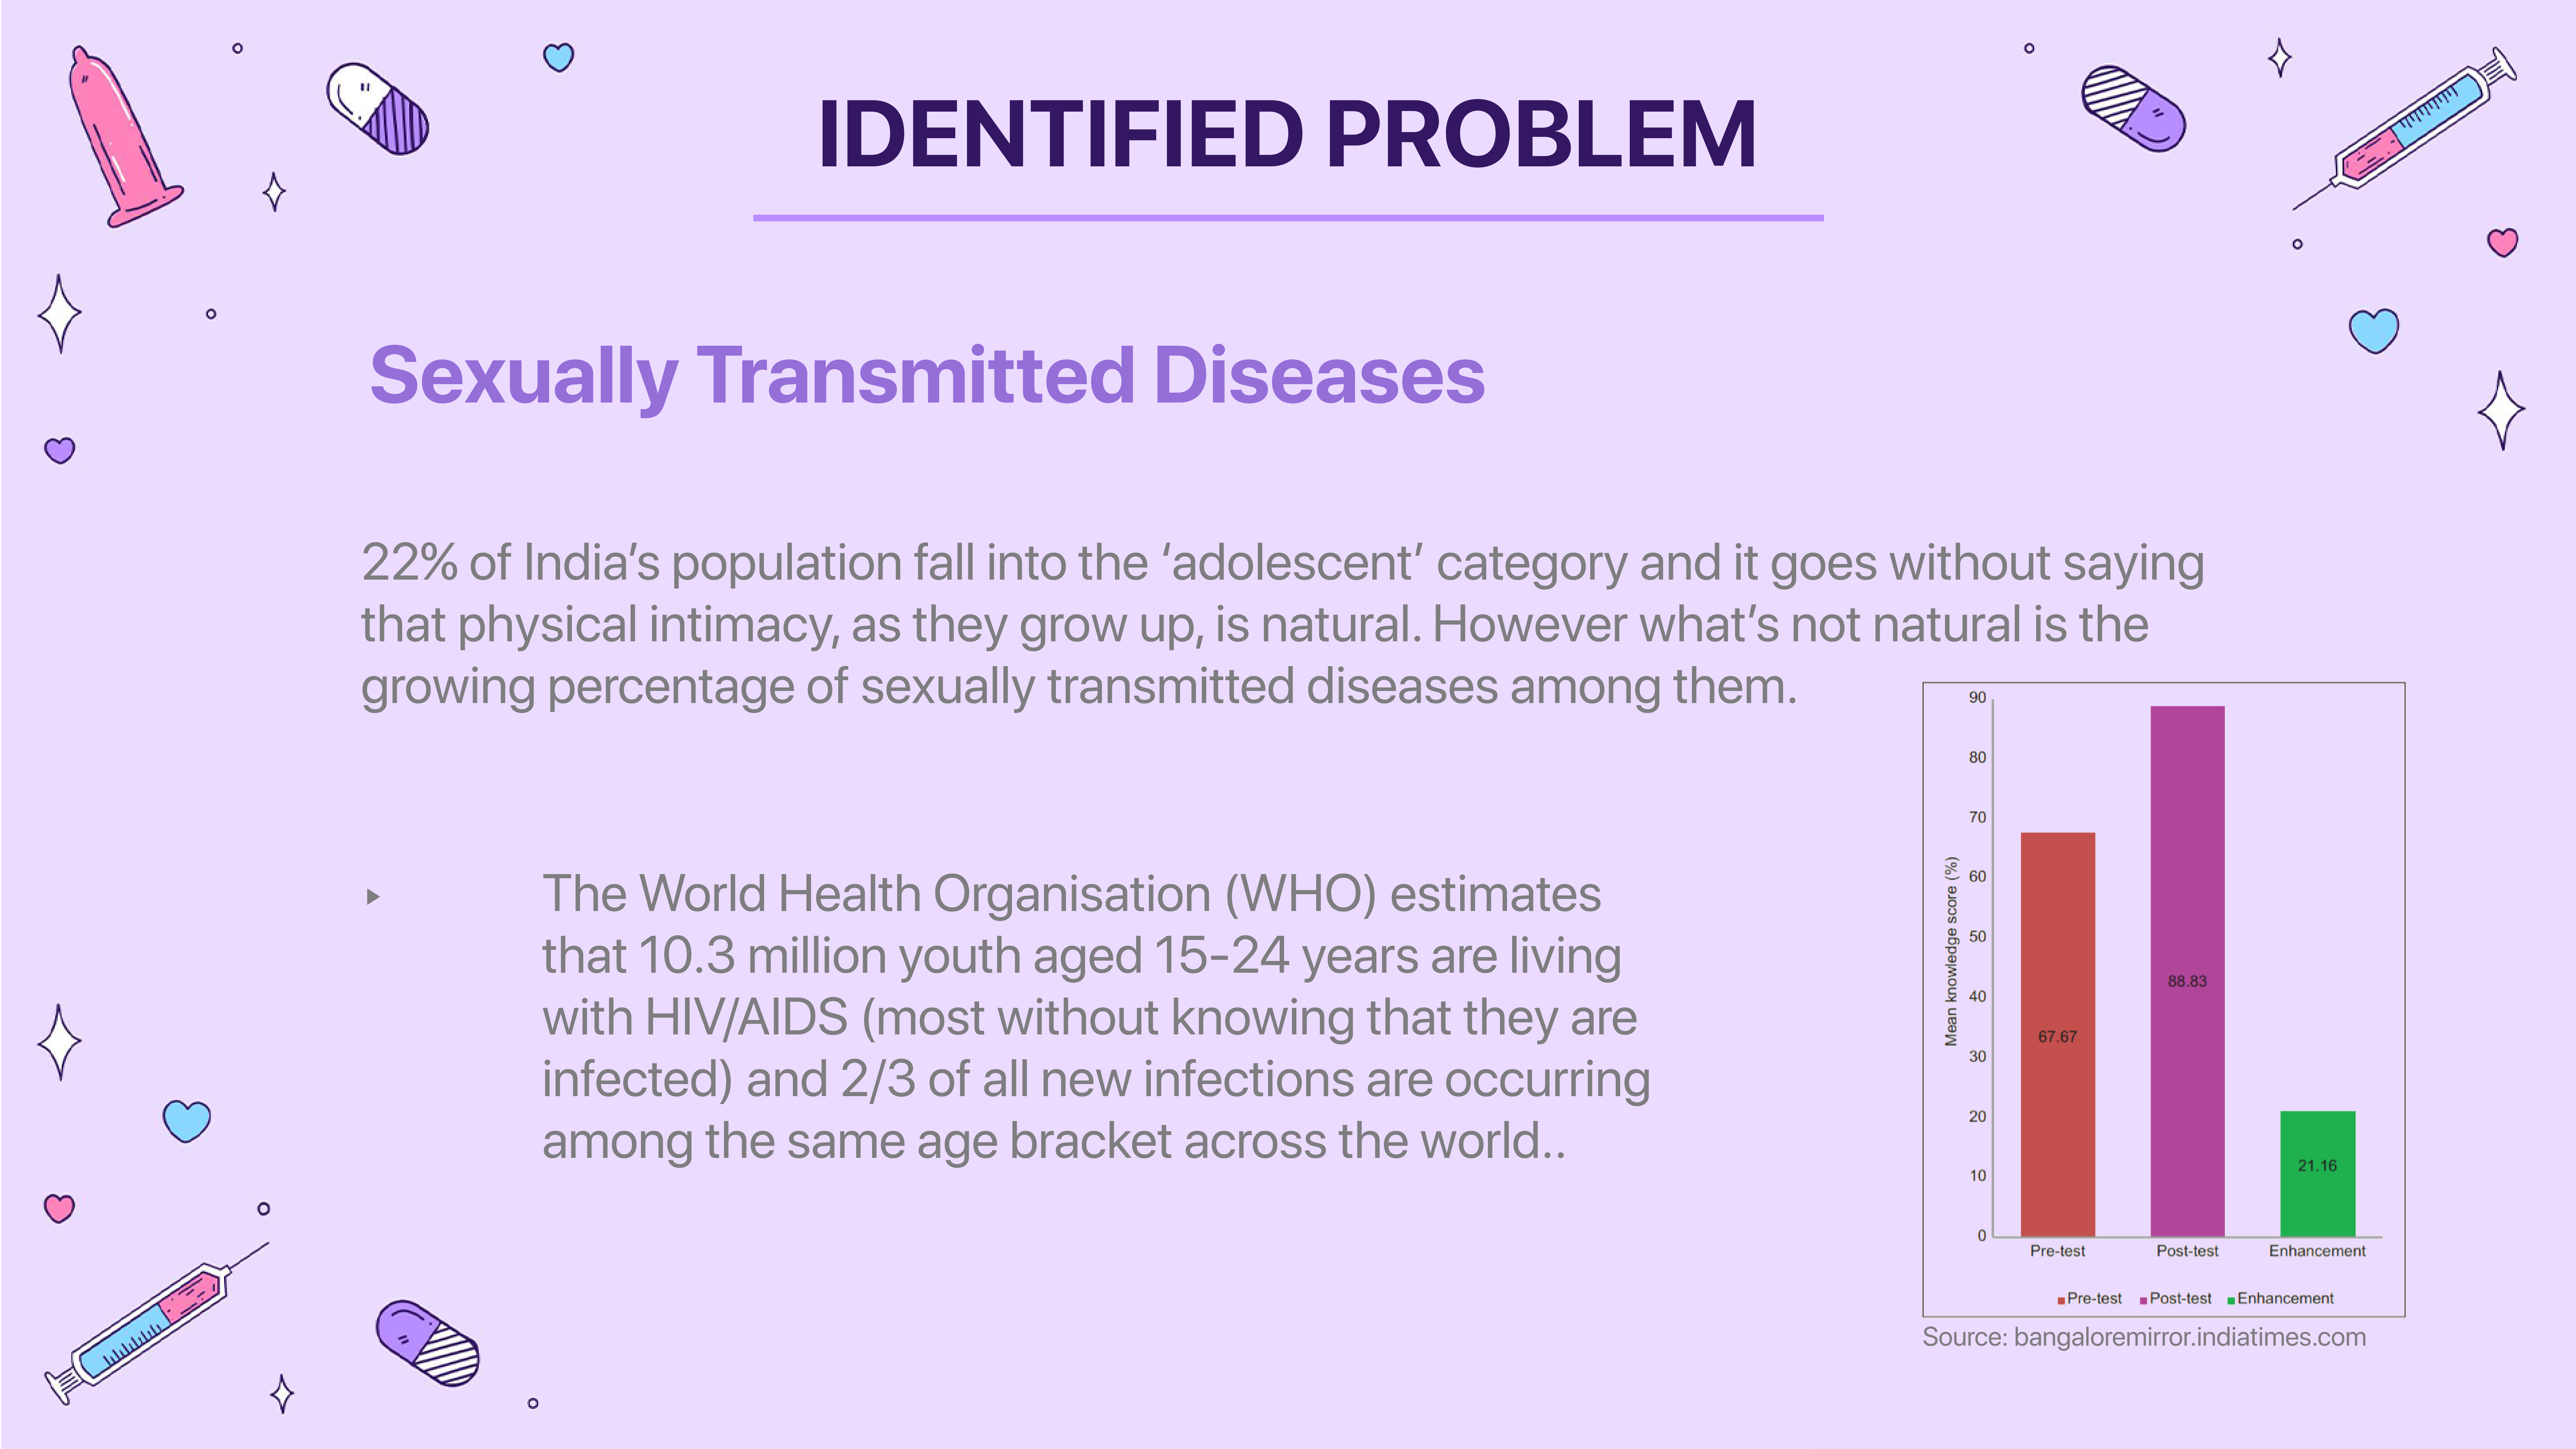 IDENTIFIED PROBLEM
Sexually Transmitted Diseases
22% of India’s population fall into the ‘adolescent’ category and it goes without saying
that physical intimacy, as they grow up, is natural. However what’s not natural is the
growing percentage of sexually transmitted diseases among them.
‣ The World Health Organisation (WHO) estimates
that 10.3 million youth aged 15-24 years are living
with HIV/AIDS (most without knowing that they are
infected) and 2/3 of all new infections are occurring
among the same age bracket across the world..
Mean knowledge score (%)
90
80
70
60
50
40
30
20
10
0
67.67
88.83
21.16
Pre-test Post-test Enhancement
Pre-test Post-test Enhancement
Source: bangaloremirror.indiatimes.com